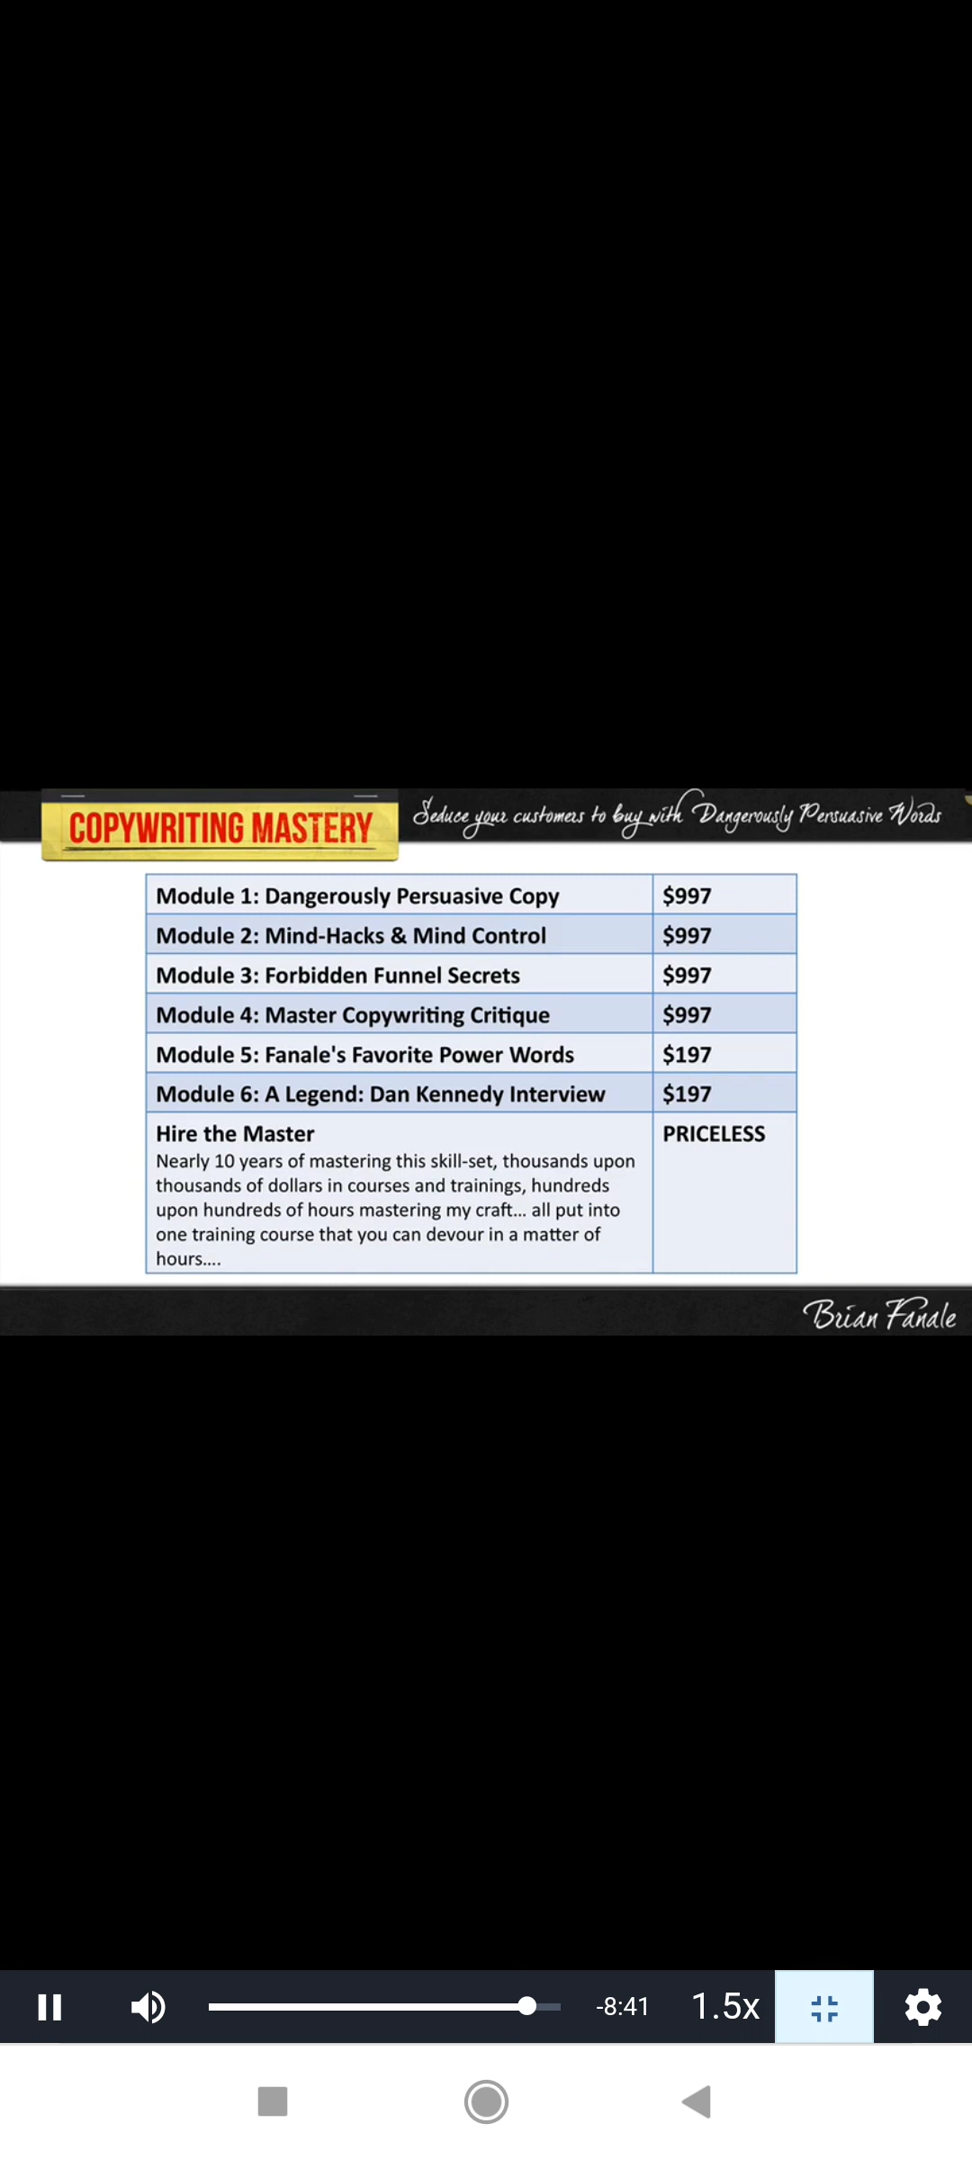 COPYWRITING MASTERY
Seduce your customers to buy with Dangerously Persuasive Words
Module 1: Dangerously Persuasive Copy $997
Module 2: Mind-Hacks & Mind Control $997
Module 3: Forbidden Funnel Secrets $997
Module 4: Master Copywriting Critique $997
Module 5: Fanale's Favorite Power Words $197
Module 6: A Legend: Dan Kennedy Interview $197
Hire the Master PRICELESS
Nearly 10 years of mastering this skill-set, thousands upon
thousands of dollars in courses and trainings, hundreds
upon hundreds of hours mastering my craft... all put into
one training course that you can devour in a matter of
hours....
Brian Fanale
-8:41 1.5x